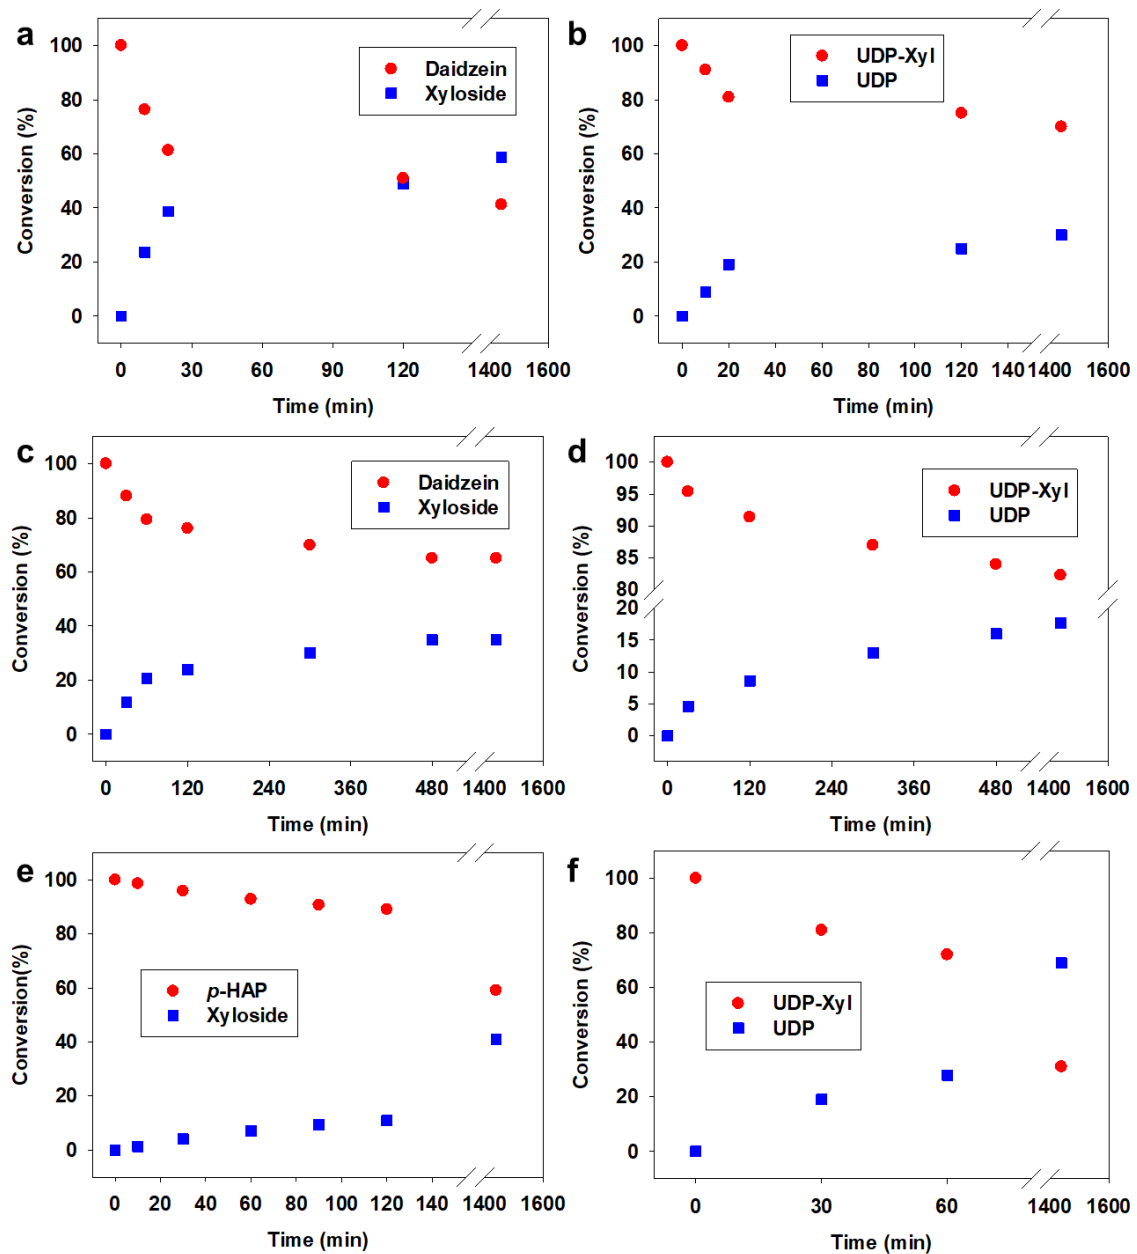 a
Daidzein
Xyloside
100
80
60
40
20
0
Conversion (%)
0 30 60 90 120 1400 1600
Time (min)
b
UDP-Xyl
UDP
100
80
60
40
20
0
Conversion (%)
0 20 40 60 80 100 120 140 1400 1600
Time (min)
c
Daidzein
Xyloside
100
80
60
40
20
0
Conversion (%)
0 120 240 360 480 1400 1600
Time (min)
d
UDP-Xyl
UDP
100
95
90
85
80
20
15
10
5
0
Conversion (%)
0 120 240 360 480 1400 1600
Time (min)
e
p-HAP
Xyloside
100
80
60
40
20
0
Conversion(%)
0 20 40 60 80 100 120 140 1400 1600
Time (min)
f
UDP-Xyl
UDP
100
80
60
40
20
0
Conversion (%)
0 30 60 1400 1600
Time (min)